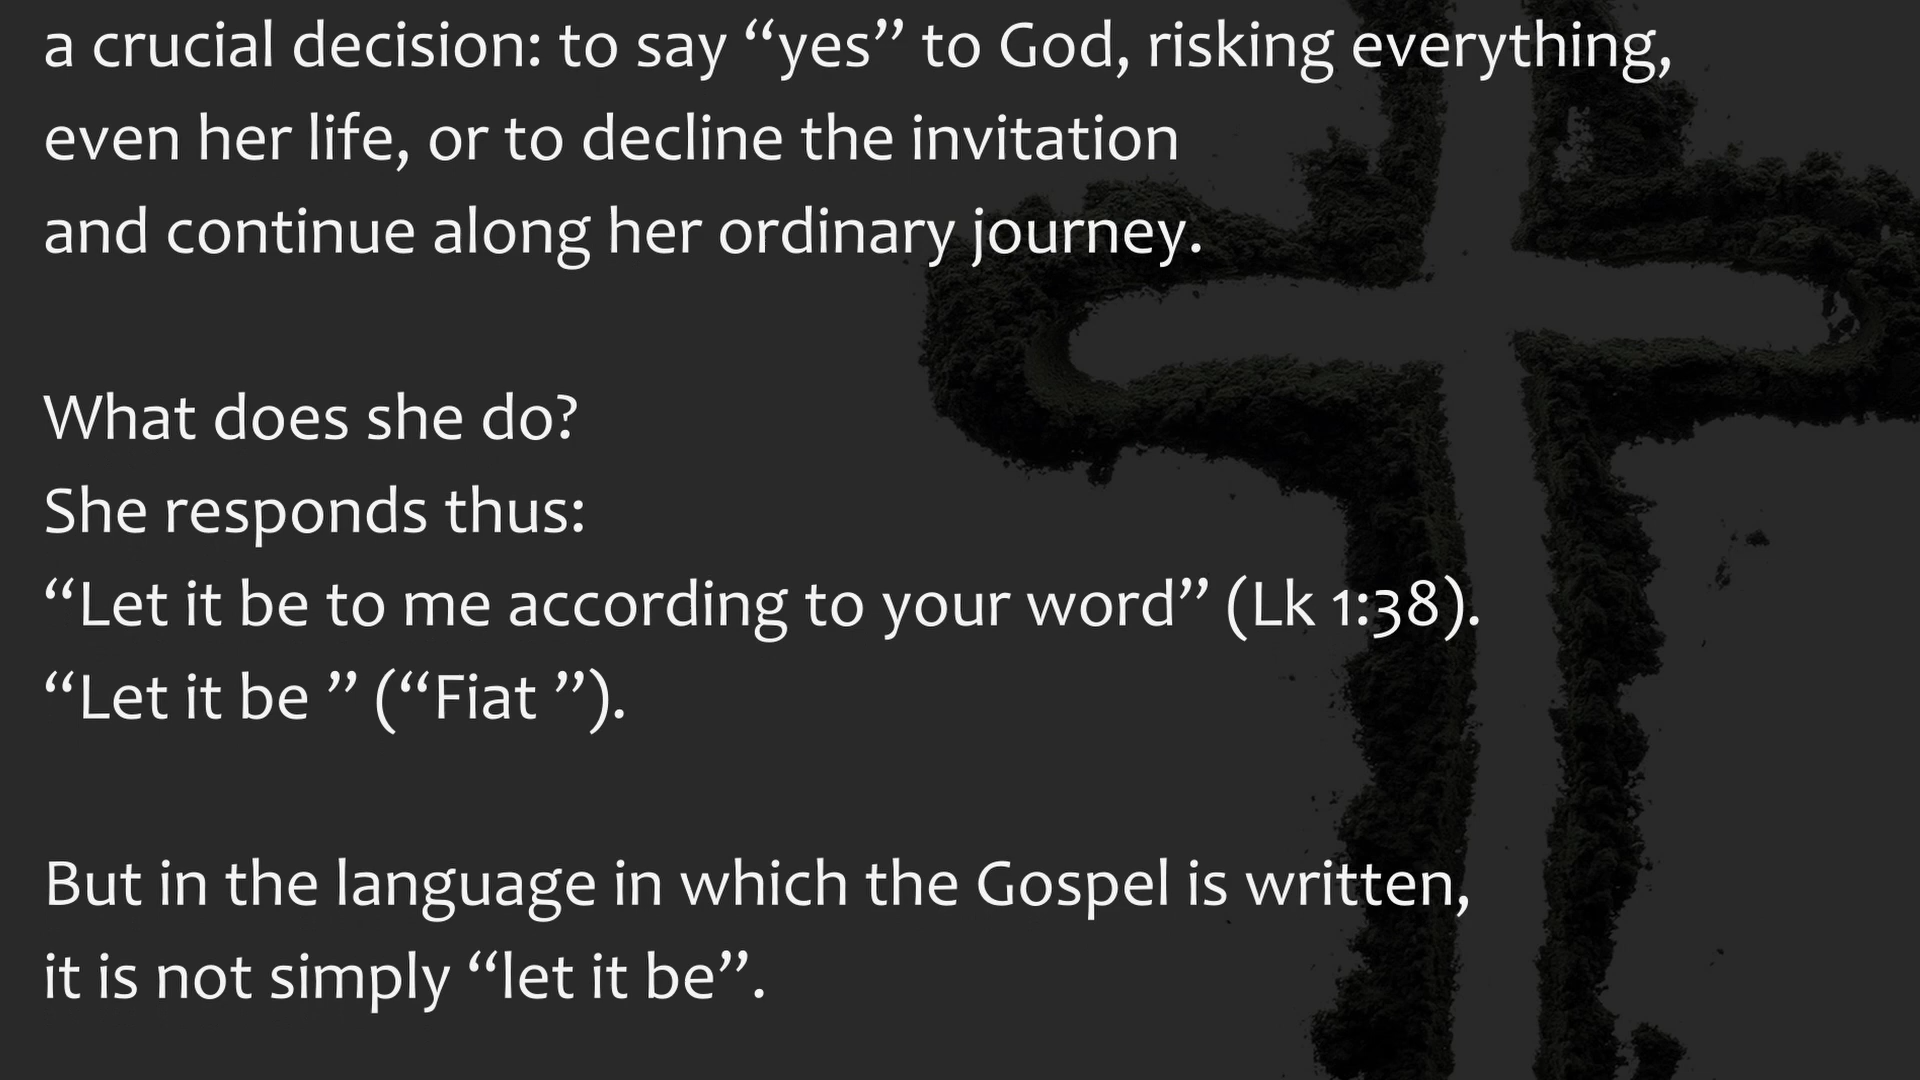 a crucial decision: to say “yes” to God, risking everything,
even her life, or to decline the invitation
and continue along her ordinary journey.
What does she do?
She responds thus:
“Let it be to me according to your word” (Lk 1:38).
“Let it be ” (“Fiat ”).
But in the language in which the Gospel is written,
it is not simply “let it be”.